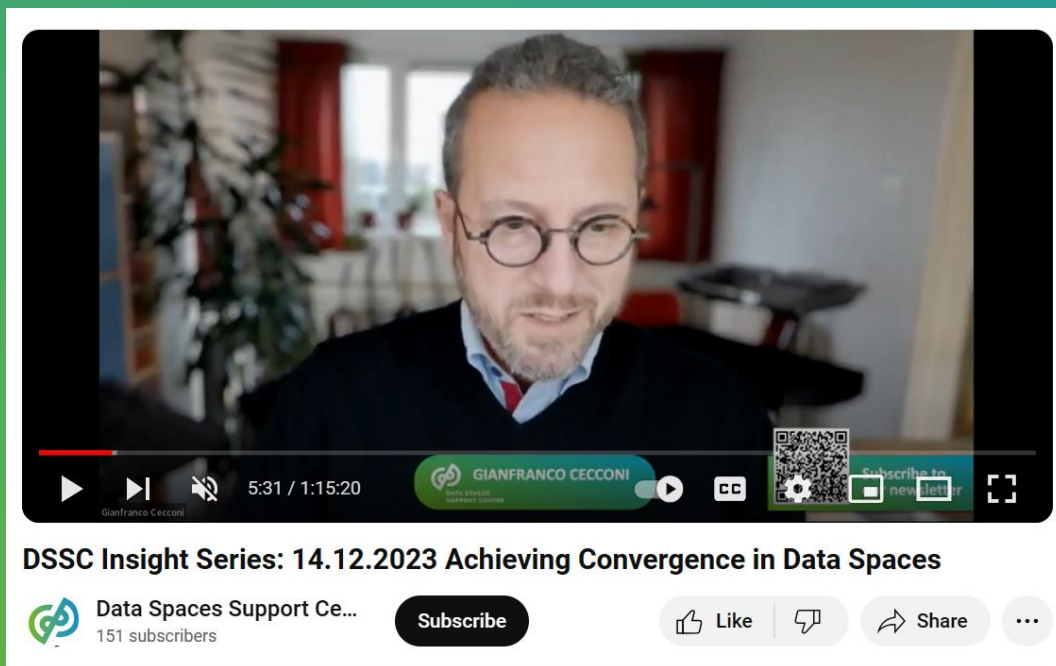 GIANFRANCO CECCONI
DATA SPACES
SUPPORT CENTRE
Subscribe to
newsletter
5:31 / 1:15:20
CC
Gianfranco Cecconi
DSSC Insight Series: 14.12.2023 Achieving Convergence in Data Spaces
Data Spaces Support Ce...
151 subscribers
Subscribe
Like
Share